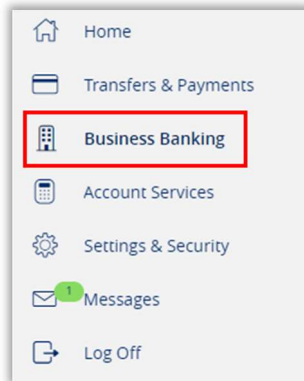 Home
Transfers & Payments
Business Banking
Account Services
Settings & Security
1
Messages
Log Off